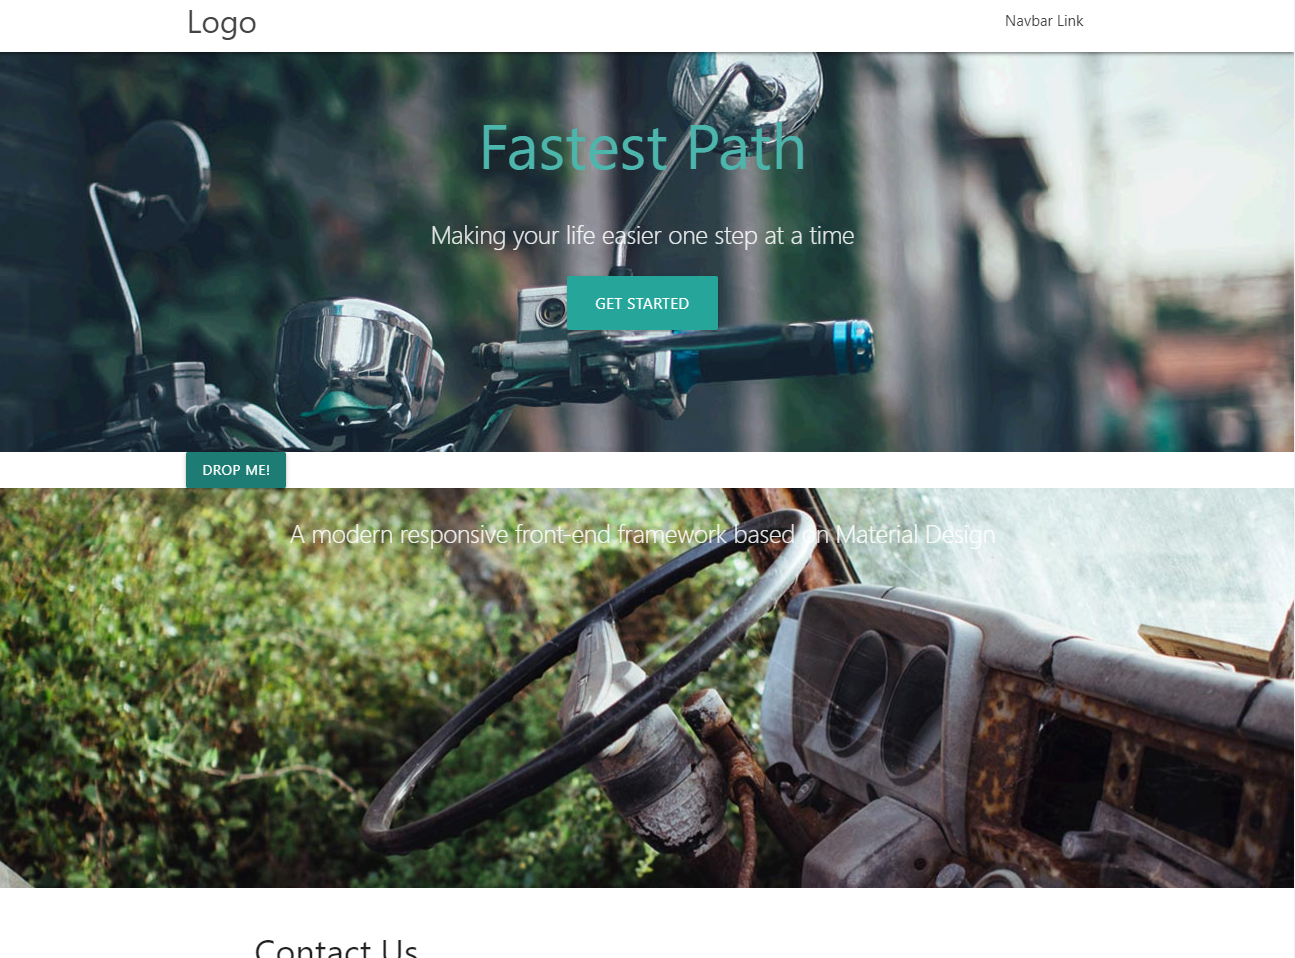 Logo
Navbar Link
Fastest Path
Making your life easier one step at a time
GET STARTED
DROP ME!
A modern responsive front-end framework based on Material Design
Contact Us